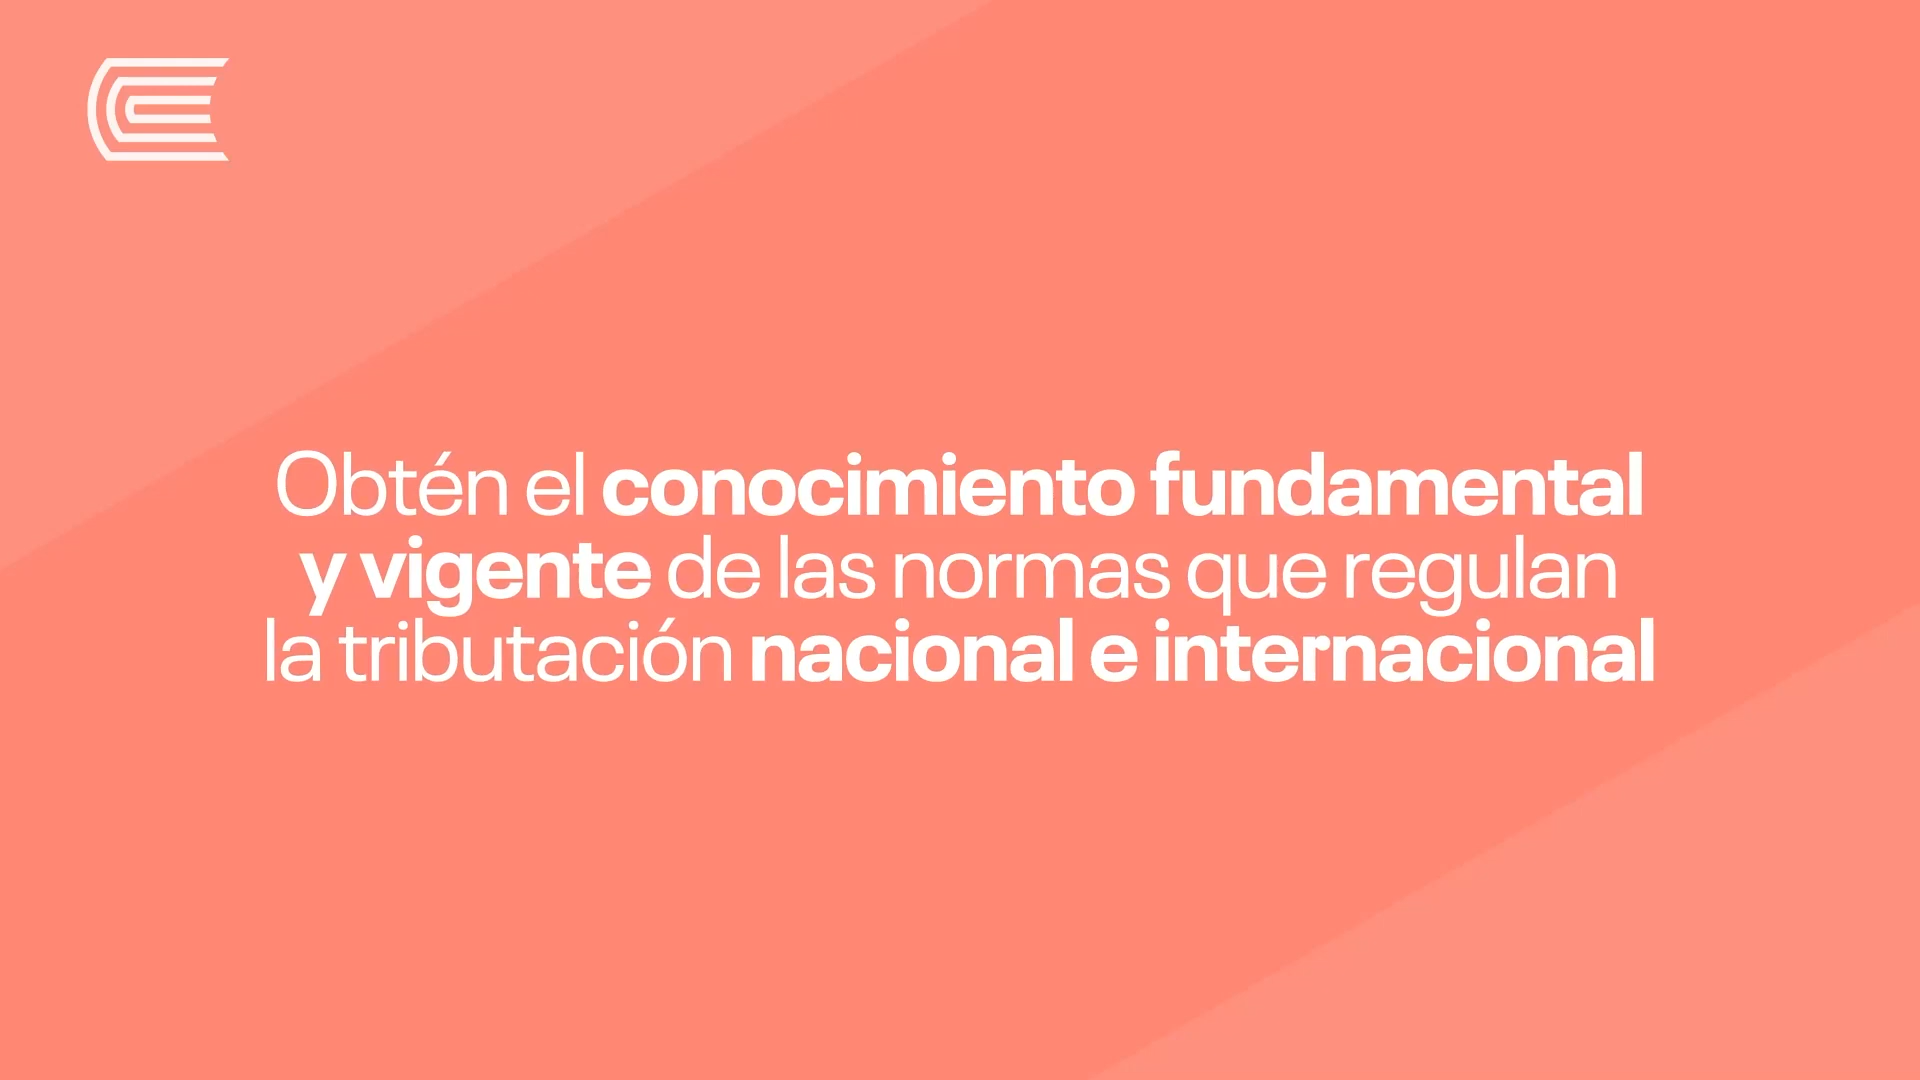 Obtén el conocimiento fundamental
y vigente de las normas que regulan
la tributación nacional e internacional